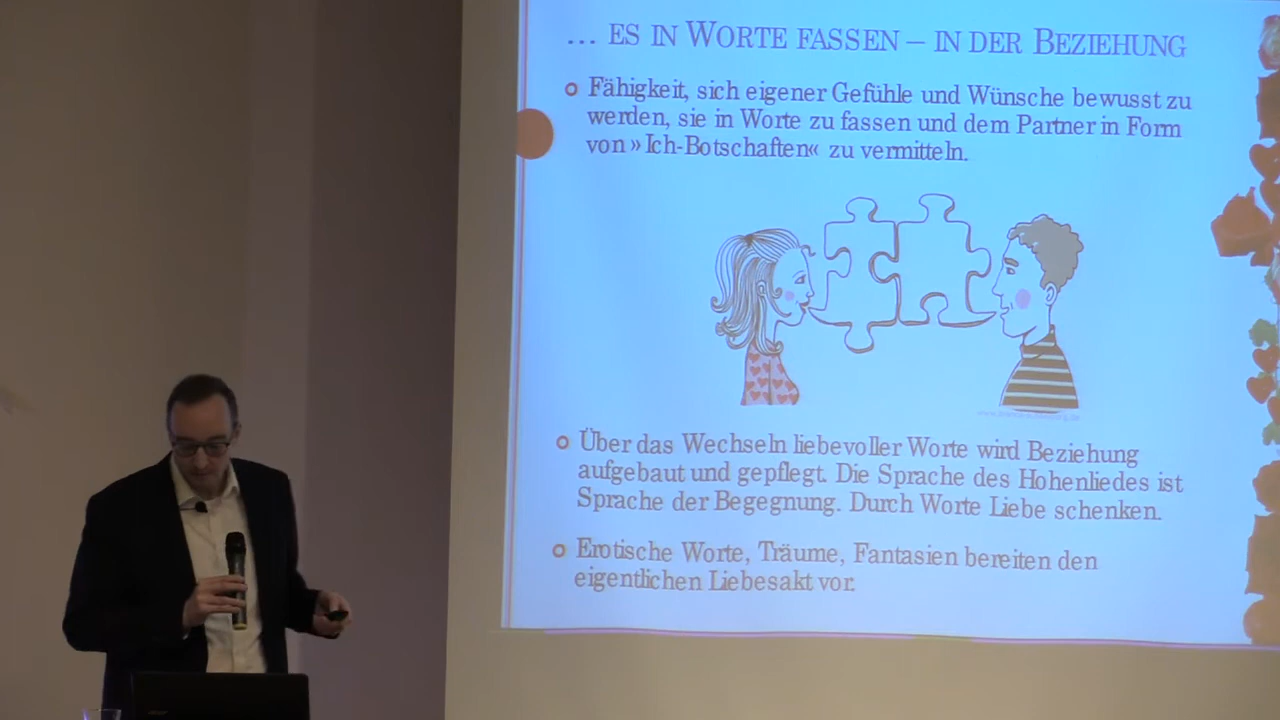 ... ES IN WORTE FASSEN – IN DER BEZIEHUNG
Fähigkeit, sich eigener Gefühle und Wünsche bewusst zu
werden, sie in Worte zu fassen und dem Partner in Form
von »Ich-Botschaften« zu vermitteln.
Über das Wechseln liebevoller Worte wird Beziehung
aufgebaut und gepflegt. Die Sprache des Hohenliedes ist
Sprache der Begegnung. Durch Worte Liebe schenken.
Erotische Worte, Träume, Fantasien bereiten den
eigentlichen Liebesakt vor.